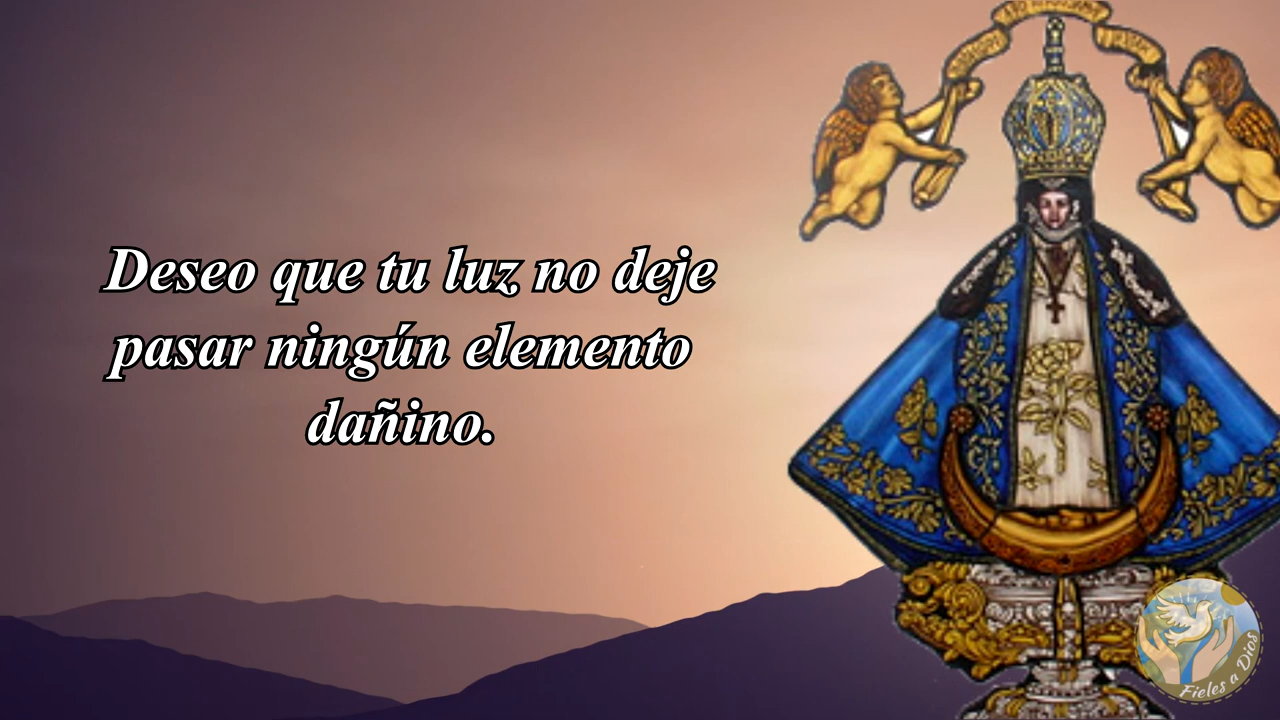 Deseo que tu luz no deje
pasar ningún elemento
dañino.
Fieles a Dios